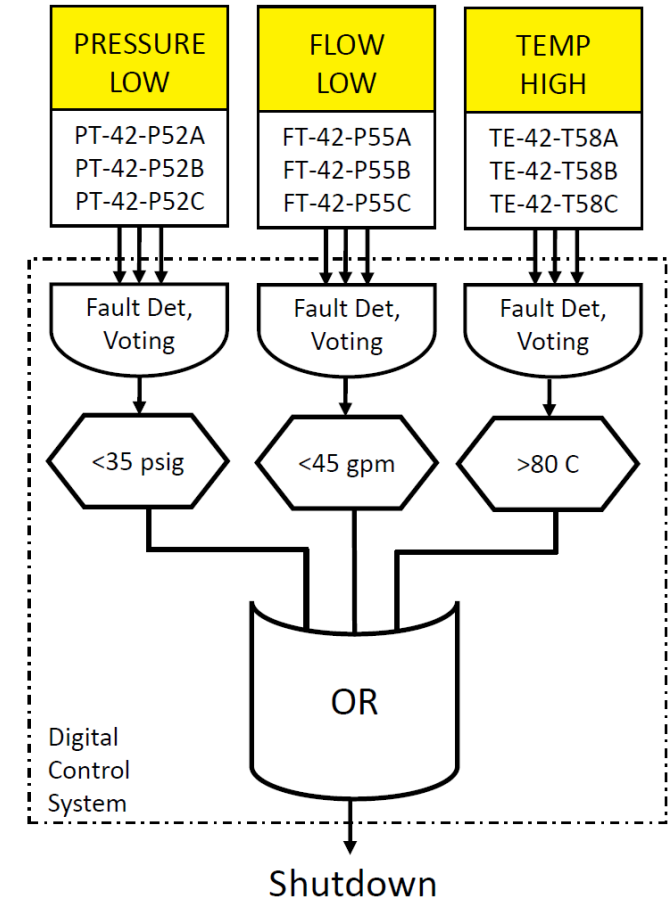 PRESSURE
LOW
PT-42-P52A
PT-42-P52B
PT-42-P52C
FLOW
LOW
FT-42-P55A
FT-42-P55B
FT-42-P55C
TEMP
HIGH
TE-42-T58A
TE-42-T58B
TE-42-T58C
Fault Det,
Voting
Fault Det,
Voting
Fault Det,
Voting
<35 psig
<45 gpm
>80 C
OR
Digital
Control
System
Shutdown